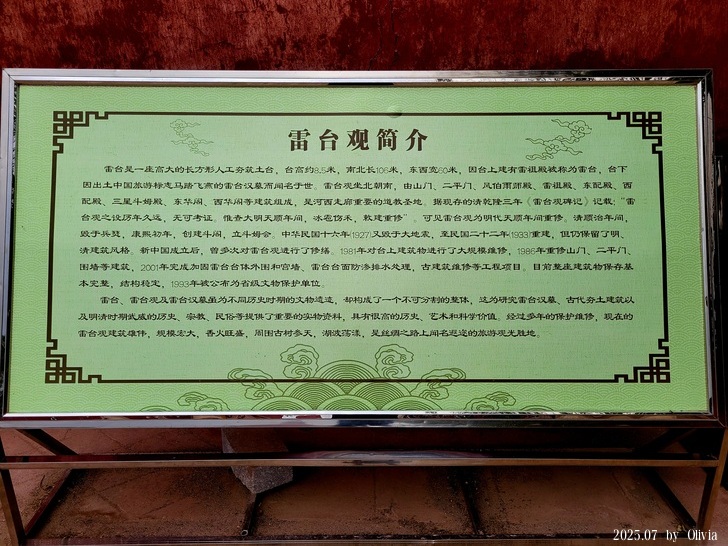 雷台观简介
雷台是一座高大的长方形人工夯筑土台，台高约8.5米，南北长106米，东西宽60米，因台上建有雷祖殿被称为雷台，台下
因出土中国旅游标志马踏飞燕的雷台汉墓而闻名于世。雷台观坐北朝南，由山门、二平门、风伯雨师殿、雷祖殿、东配殿、西
配殿、三星斗姆殿、东华阁、西华阁等建筑组成，是河西走廊重要的道教圣地。据现存的清乾隆三年《雷台观碑记》记载：“雷
台观之设历年久远，无可考证。惟查大明天顺年间，冰雹伤禾，敕建重修”。可见雷台观为明代天顺年间重修。清顺治年间，
毁于兵燹，康熙初年，创建斗阁，立斗姆会。中华民国十六年(1927)又毁于大地震，至民国二十二年(1933)重建，但仍保留了明、
清建筑风格。新中国成立后，曾多次对雷台观进行了修缮。1981年对台上建筑物进行了大规模维修，1986年重修山门、二平门、
围墙等建筑，2001年完成加固雷台台体外围和宫墙、雷台台面防渗排水处理，古建筑维修等工程项目。目前整座建筑物保存基
本完整，结构稳定，1993年被公布为省级文物保护单位。
雷台、雷台观及雷台汉墓虽为不同历史时期的文物遗迹，却构成了一个不可分割的整体，这为研究雷台汉墓、古代夯土建筑以
及明清时期武威的历史、宗教、民俗等提供了重要的实物资料，具有很高的历史、艺术和科学价值。经过多年的保护维修，现在的
雷台观建筑雄伟，规模宏大，香火旺盛，周围古树参天，湖波荡漾，是丝绸之路上闻名遐迩的旅游观光胜地。
2025.07 by Olivia